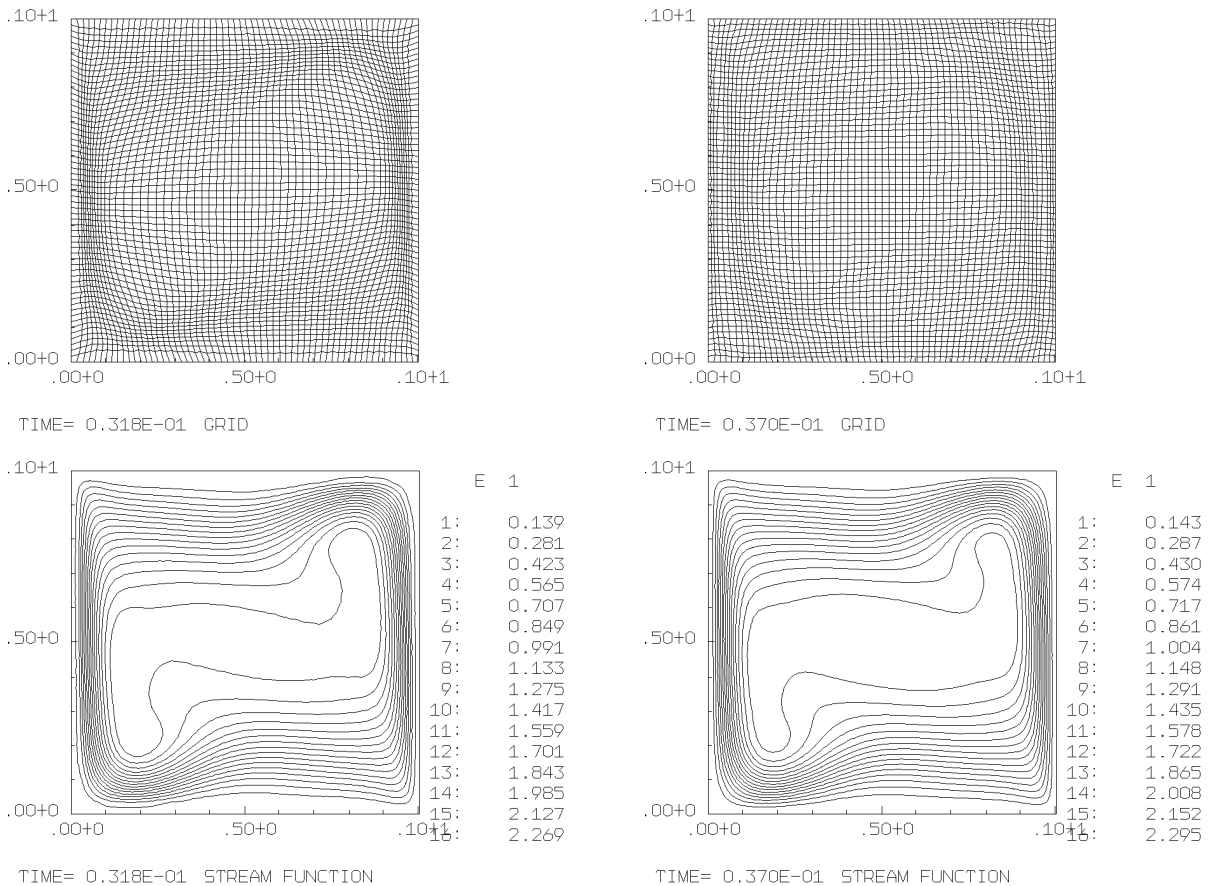 .10+1 .10+1
.50+0 .50+0
.00+0 .00+0
.00+0 .50+0 .10+1 .00+0 .50+0 .10+1
TIME= 0.318E-01 GRID TIME= 0.370E-01 GRID
.10+1 E 1 .10+1 E 1
1: 0.139 1: 0.143
2: 0.281 2: 0.287
3: 0.423 3: 0.430
4: 0.565 4: 0.574
5: 0.707 5: 0.717
6: 0.849 6: 0.861
.50+0 .50+0
7: 0.991 7: 1.004
8: 1.133 8: 1.148
9: 1.275 9: 1.291
10: 1.417 10: 1.435
11: 1.559 11: 1.578
12: 1.701 12: 1.722
13: 1.843 13: 1.865
14: 1.985 14: 2.008
.00+0 15: 2.127 .00+0 15: 2.152
.00+0 .50+0 .10+1 16: 2.269 .00+0 .50+0 .10+1 16: 2.295
TIME= 0.318E-01 STREAM FUNCTION TIME= 0.370E-01 STREAM FUNCTION